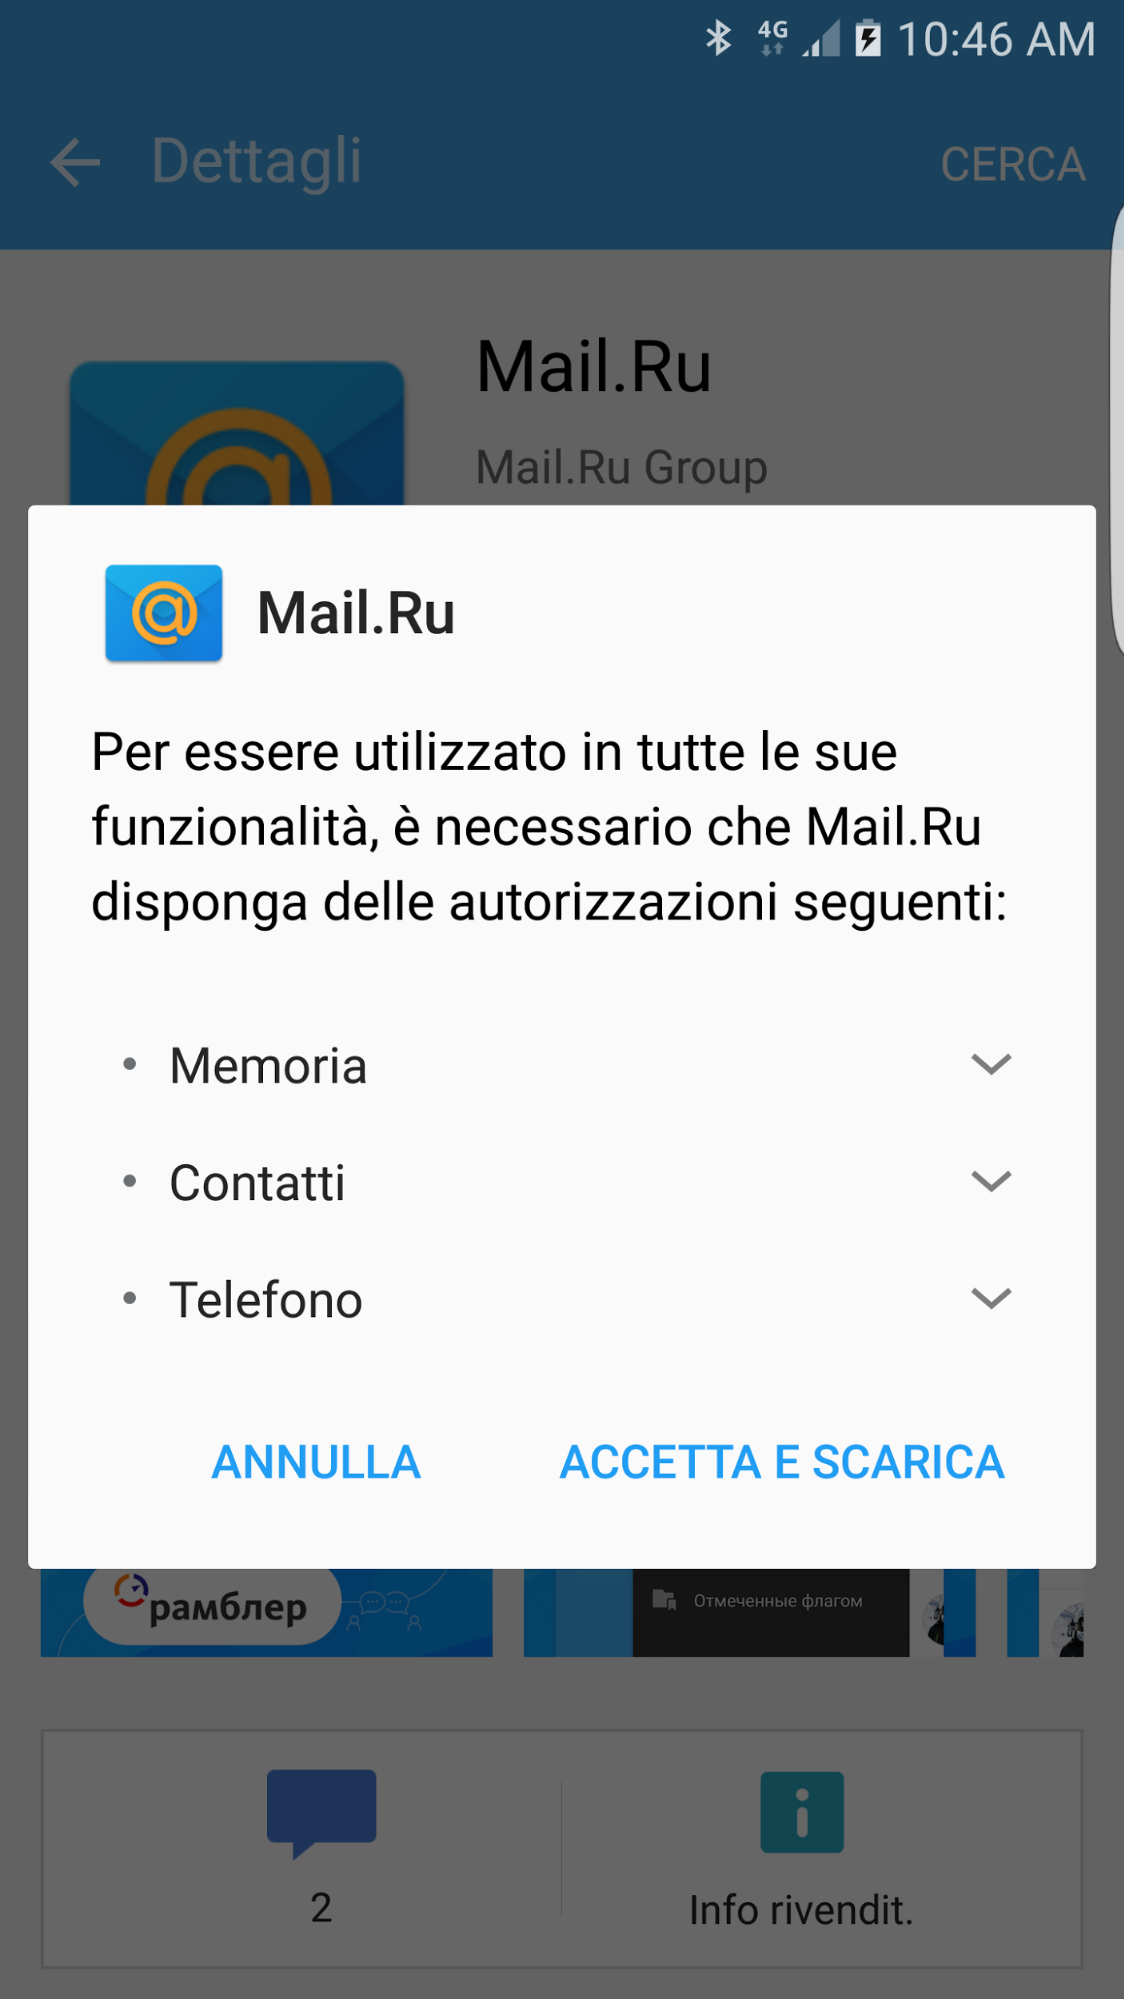 4G 10:46 AM
Dettagli CERCA
Mail.Ru
Mail.Ru Group
Mail.Ru
Per essere utilizzato in tutte le sue
funzionalità, è necessario che Mail.Ru
disponga delle autorizzazioni seguenti:
• Memoria
• Contatti
• Telefono
ANNULLA ACCETTA E SCARICA
рамблер Отмеченные флагом
2 Info rivendit.